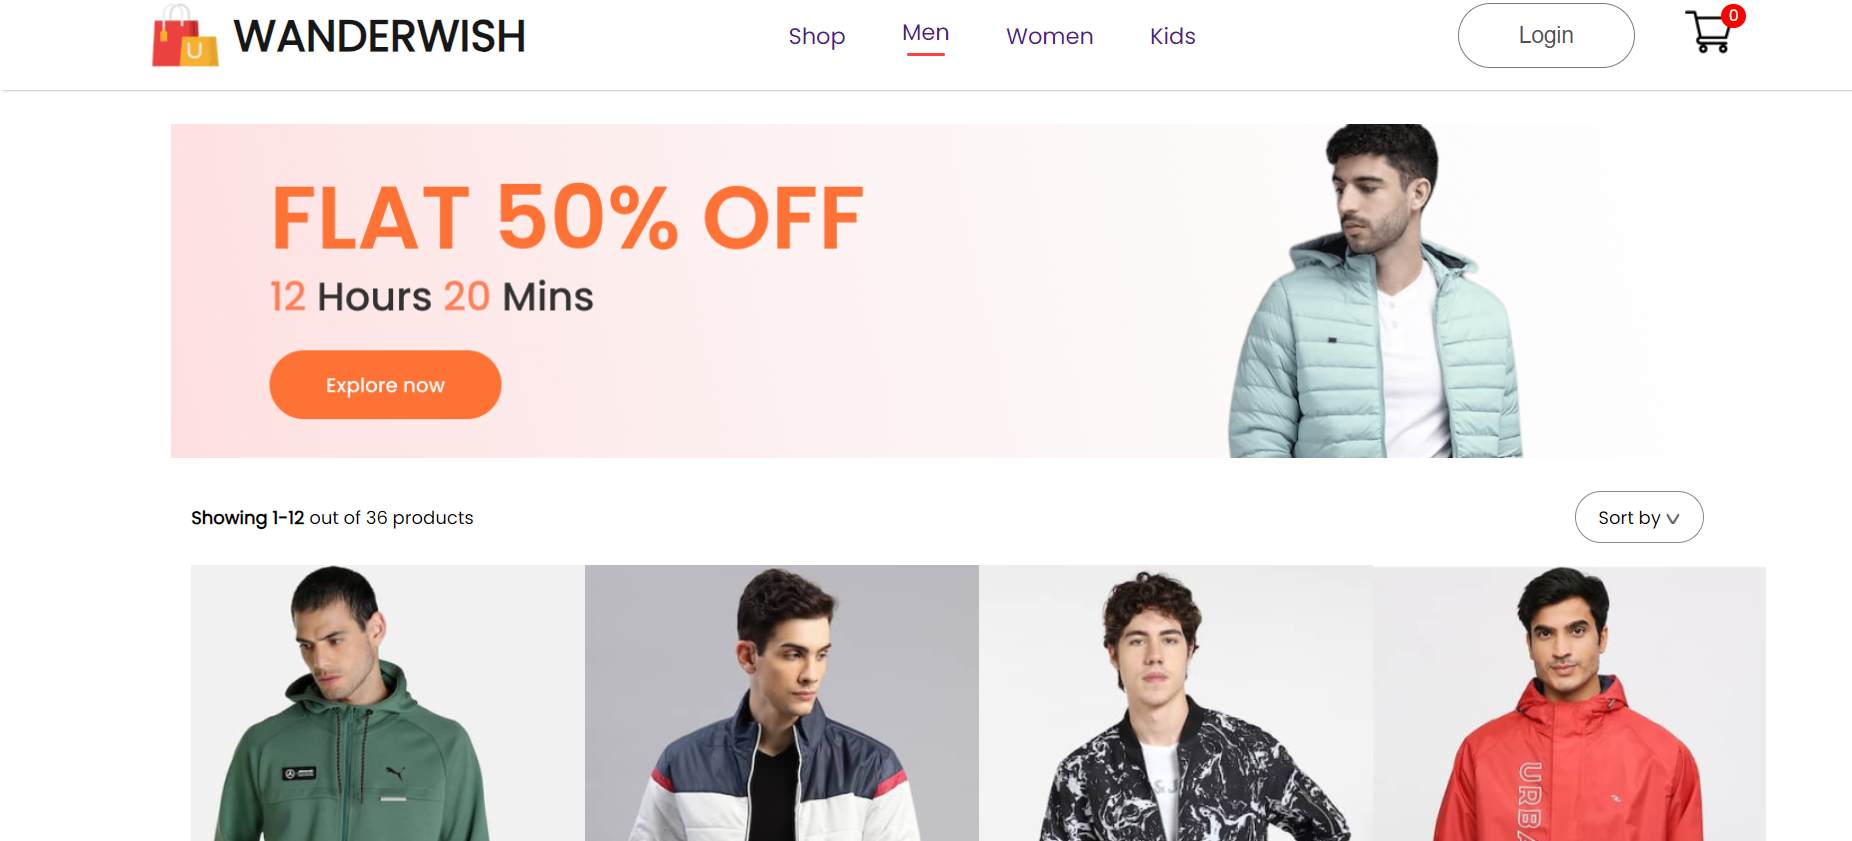 WANDERWISH
Shop Men Women Kids
Login
0
FLAT 50% OFF
12 Hours 20 Mins
Explore now
Showing 1-12 out of 36 products
Sort by
URBA